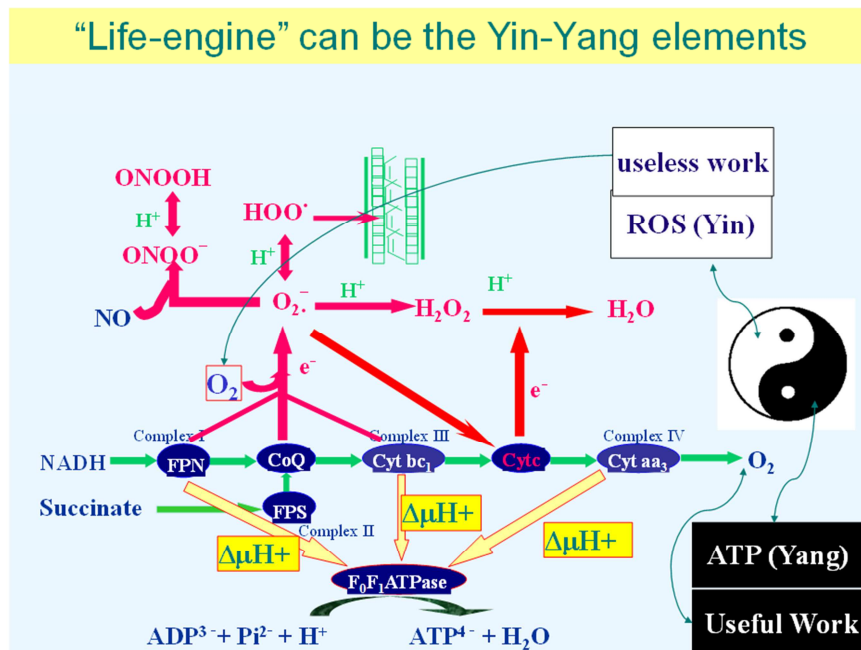 “Life-engine” can be the Yin-Yang elements
useless work
ROS (Yin)
ONOOH
HOO•
H⁺
H⁺
ONOO⁻
NO
O₂•⁻
H⁺
H₂O₂
H⁺
H₂O
O₂
e⁻
e⁻
Complex I
Complex III
Complex IV
NADH
FPN
CoQ
Cyt bc₁
Cytc
Cyt aa₃
O₂
Succinate
FPS
Complex II
ΔμH+
ΔμH+
ΔμH+
F₀F₁ATPase
ADP³⁻ + Pi²⁻ + H⁺
ATP⁴⁻ + H₂O
ATP (Yang)
Useful Work